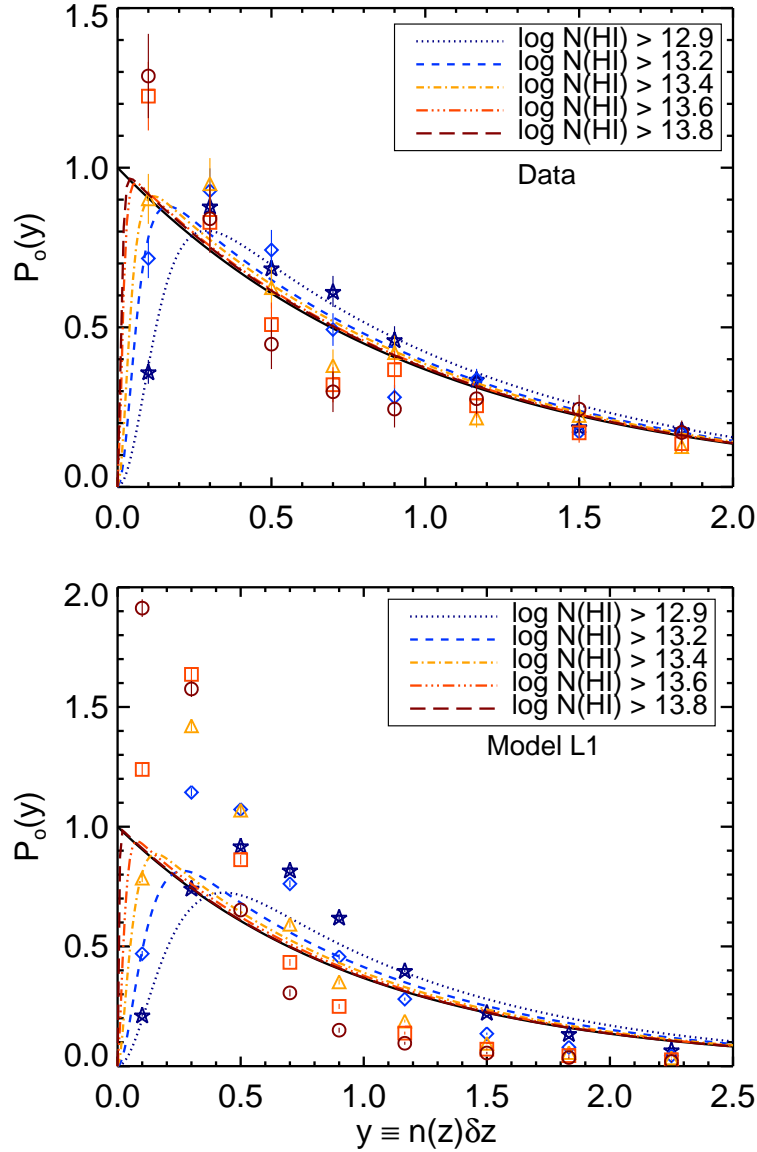 1.5
1.0
0.5
0.0
P_o(y)
log N(HI) > 12.9
log N(HI) > 13.2
log N(HI) > 13.4
log N(HI) > 13.6
log N(HI) > 13.8
Data
0.0 0.5 1.0 1.5 2.0
2.0
1.5
1.0
0.5
0.0
P_o(y)
log N(HI) > 12.9
log N(HI) > 13.2
log N(HI) > 13.4
log N(HI) > 13.6
log N(HI) > 13.8
Model L1
0.0 0.5 1.0 1.5 2.0 2.5
y ≡ n(z)δz